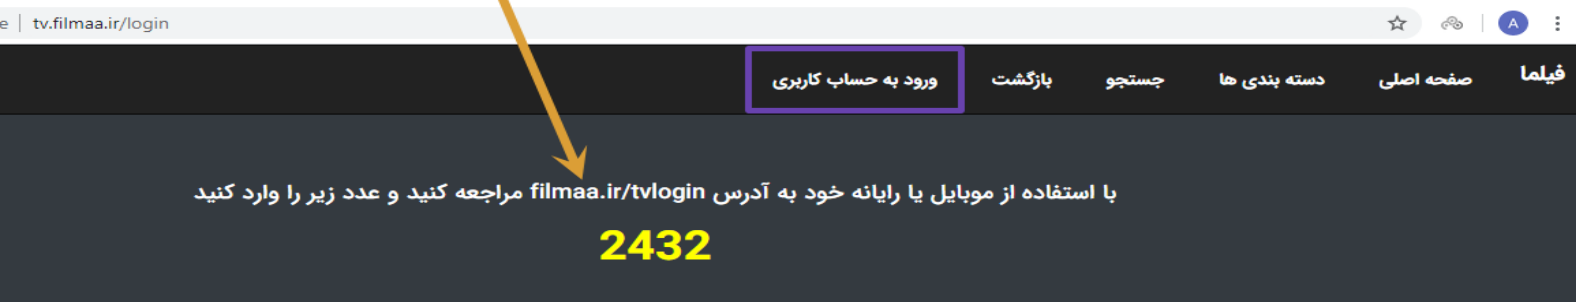 e | tv.filmaa.ir/login
A
فیلما صفحه اصلی دسته بندی ها جستجو بازگشت ورود به حساب کاربری
با استفاده از موبایل یا رایانه خود به آدرس filmaa.ir/tvlogin مراجعه کنید و عدد زیر را وارد کنید
2432